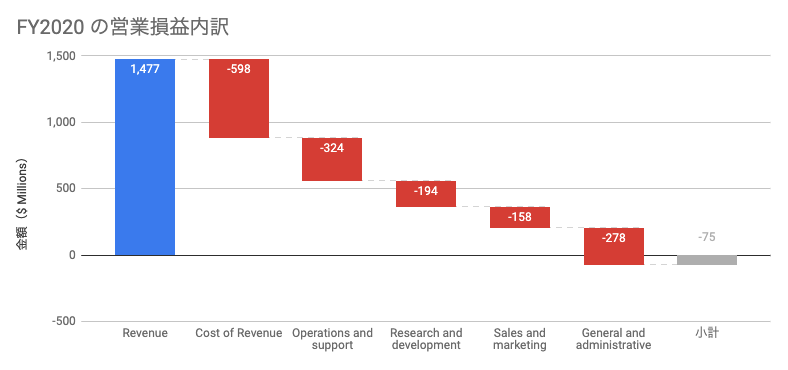 FY2020 の営業損益内訳
金額（$ Millions）
1,500
1,000
500
0
-500
1,477
-598
-324
-194
-158
-278
-75
Revenue
Cost of Revenue
Operations and
support
Research and
development
Sales and
marketing
General and
administrative
小計